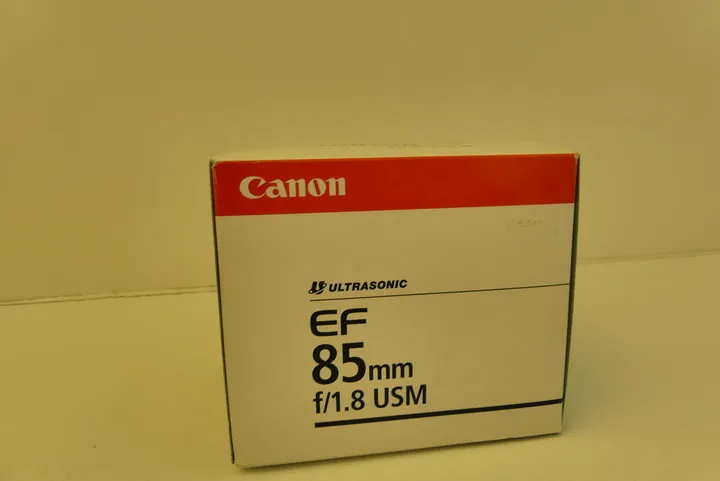 Canon
ULTRASONIC
EF
85mm
f/1.8 USM